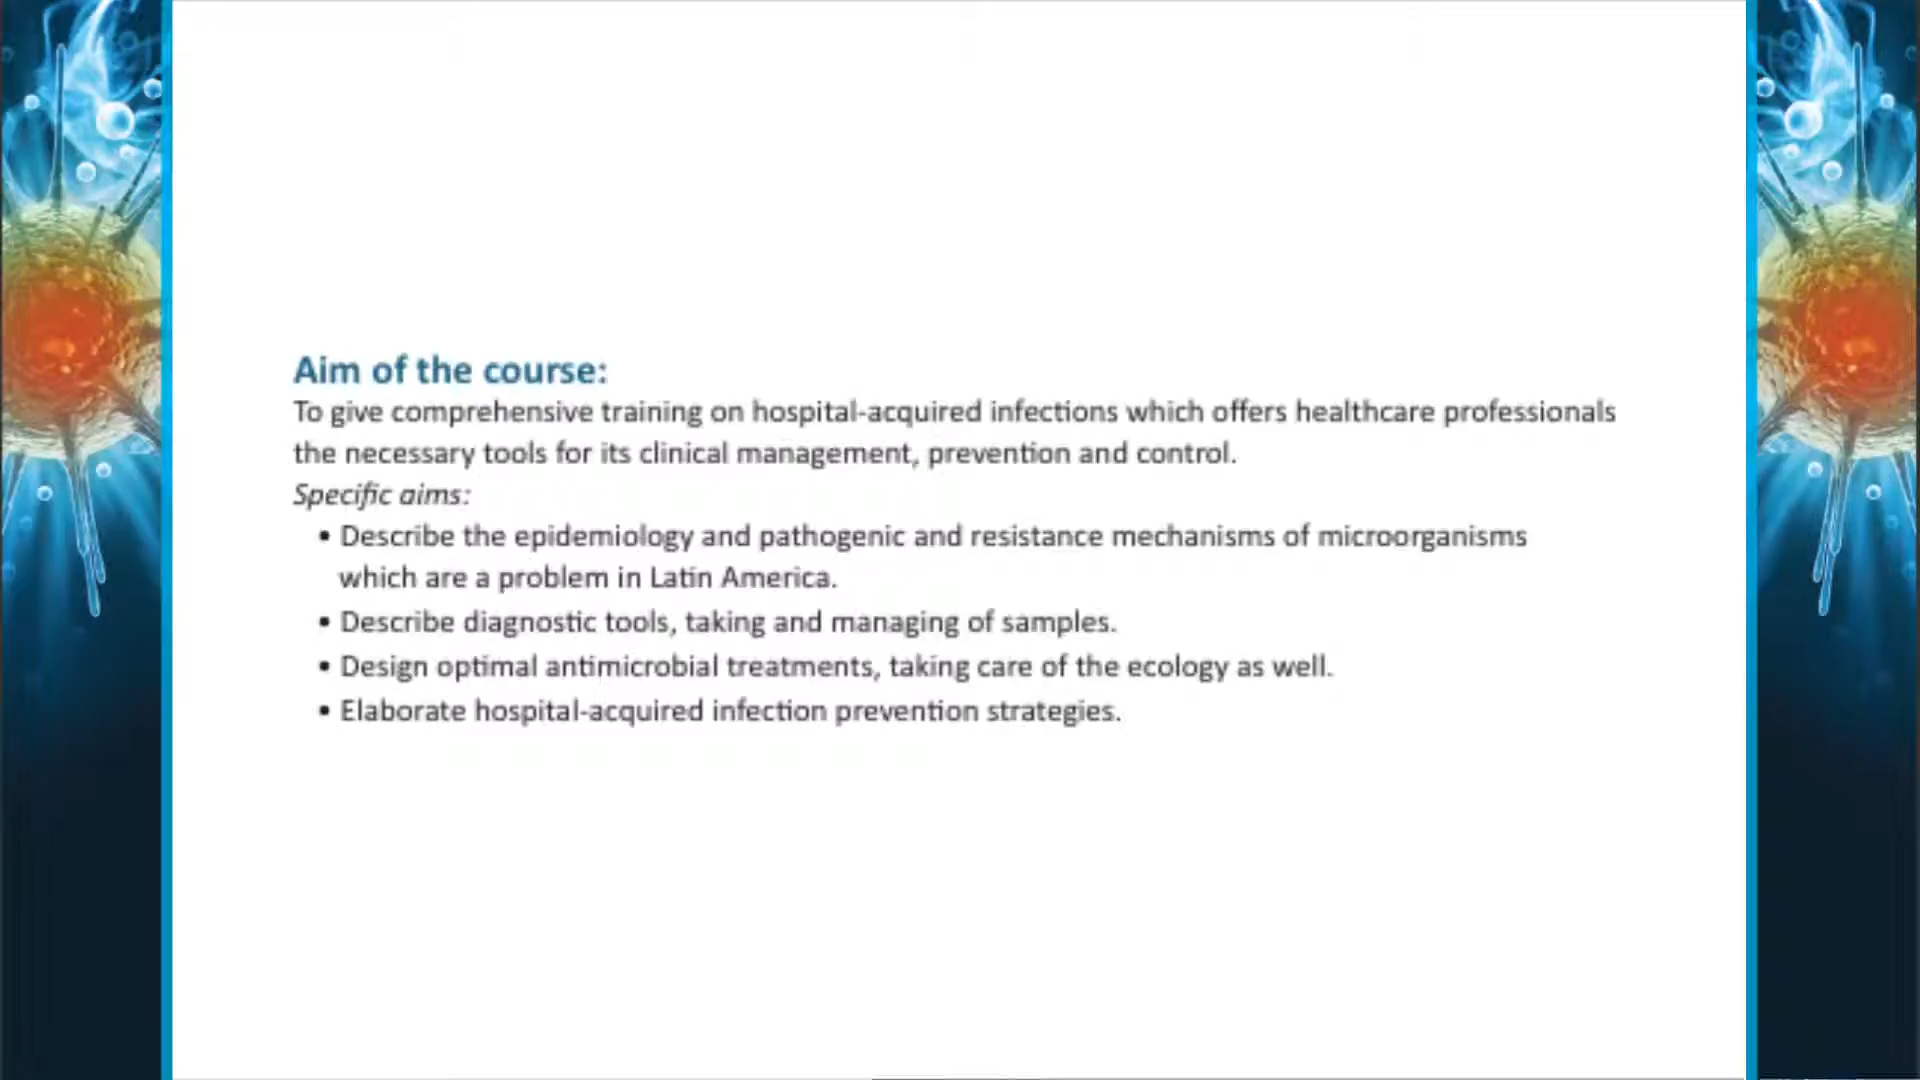 Aim of the course:
To give comprehensive training on hospital-acquired infections which offers healthcare professionals
the necessary tools for its clinical management, prevention and control.
Specific aims:
• Describe the epidemiology and pathogenic and resistance mechanisms of microorganisms
which are a problem in Latin America.
• Describe diagnostic tools, taking and managing of samples.
• Design optimal antimicrobial treatments, taking care of the ecology as well.
• Elaborate hospital-acquired infection prevention strategies.